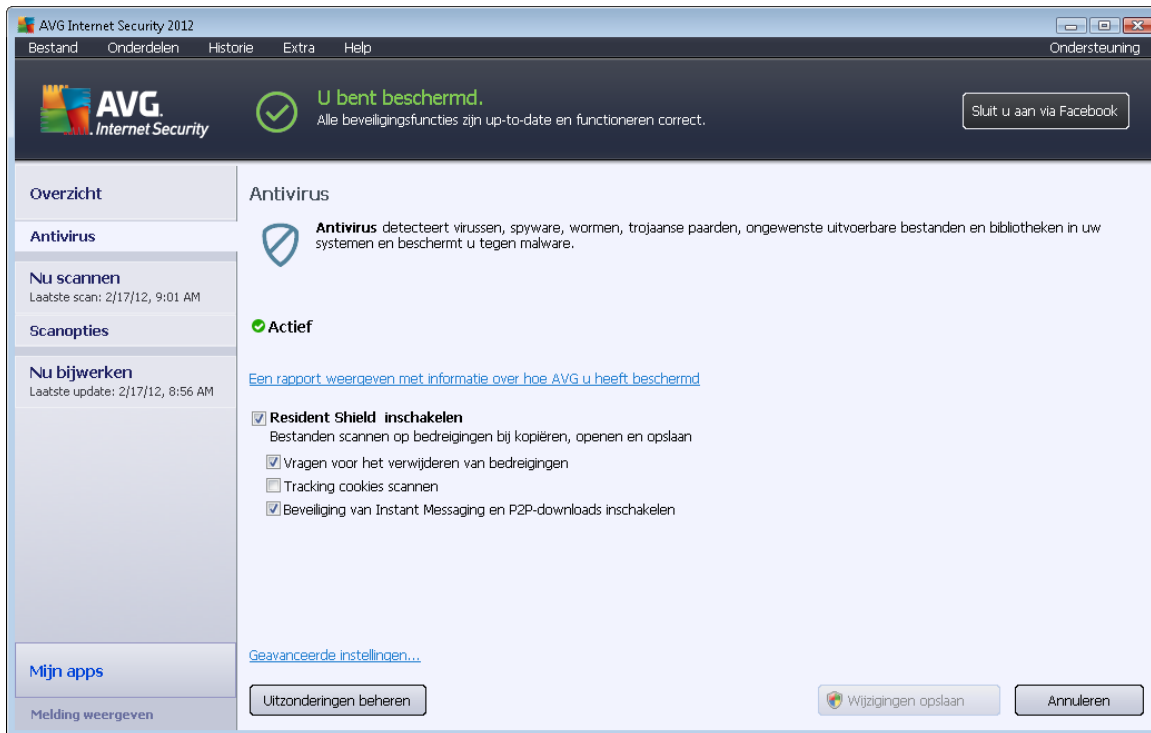 AVG Internet Security 2012
Bestand Onderdelen Historie Extra Help Ondersteuning
AVG.
Internet Security
U bent beschermd.
Alle beveiligingsfuncties zijn up-to-date en functioneren correct.
Sluit u aan via Facebook
Overzicht
Antivirus
Nu scannen
Laatste scan: 2/17/12, 9:01 AM
Scanopties
Nu bijwerken
Laatste update: 2/17/12, 8:56 AM
Mijn apps
Melding weergeven
Antivirus
Antivirus detecteert virussen, spyware, wormen, trojaanse paarden, ongewenste uitvoerbare bestanden en bibliotheken in uw
systemen en beschermt u tegen malware.
Actief
Een rapport weergeven met informatie over hoe AVG u heeft beschermd
Resident Shield inschakelen
Bestanden scannen op bedreigingen bij kopiëren, openen en opslaan
Vragen voor het verwijderen van bedreigingen
Tracking cookies scannen
Beveiliging van Instant Messaging en P2P-downloads inschakelen
Geavanceerde instellingen...
Uitzonderingen beheren
Wijzigingen opslaan
Annuleren